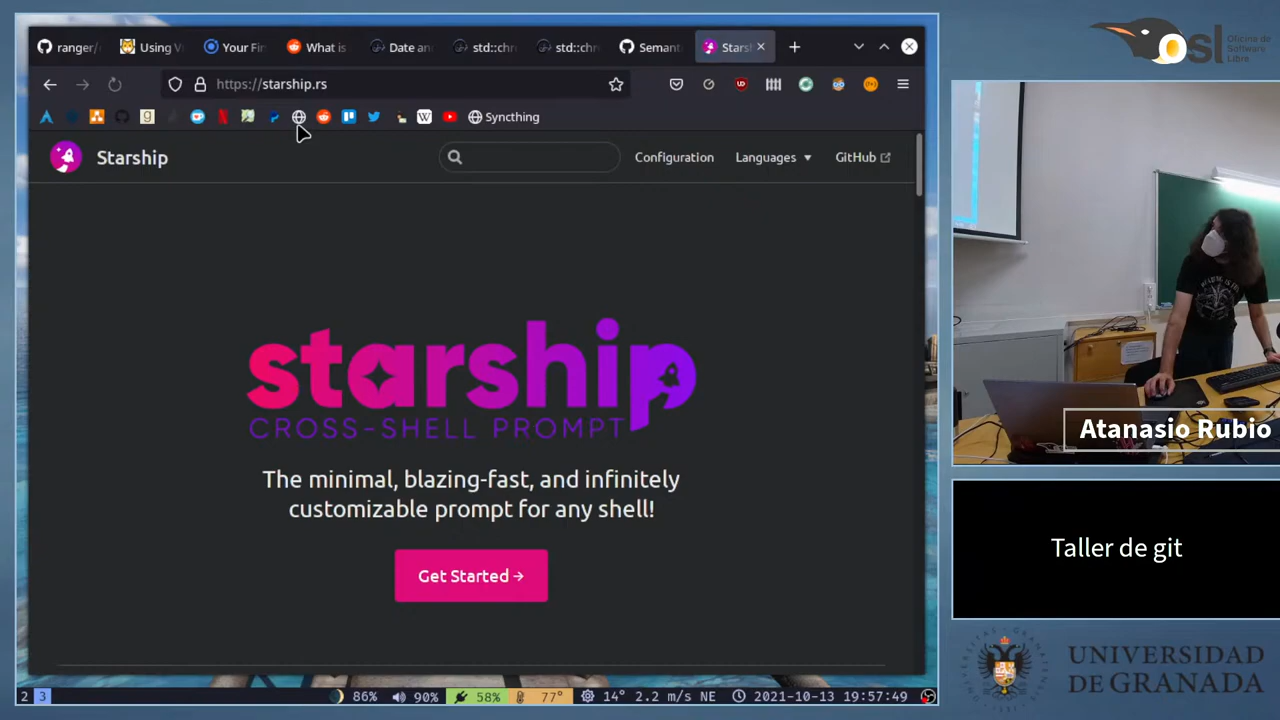 ranger/
Using V
Your Fi
What is
Date an
std::chr
std::chr
Semant
Stars
https://starship.rs
Syncthing
Starship
Configuration
Languages
GitHub
starship
CROSS-SHELL PROMPT
The minimal, blazing-fast, and infinitely
customizable prompt for any shell!
Get Started →
2 3
86% 90% 58% 77° 14° 2.2 m/s NE 2021-10-13 19:57:49
osl
Oficina de
Software
Libre
Atanasio Rubio
Taller de git
UNIVERSIDAD
DE GRANADA